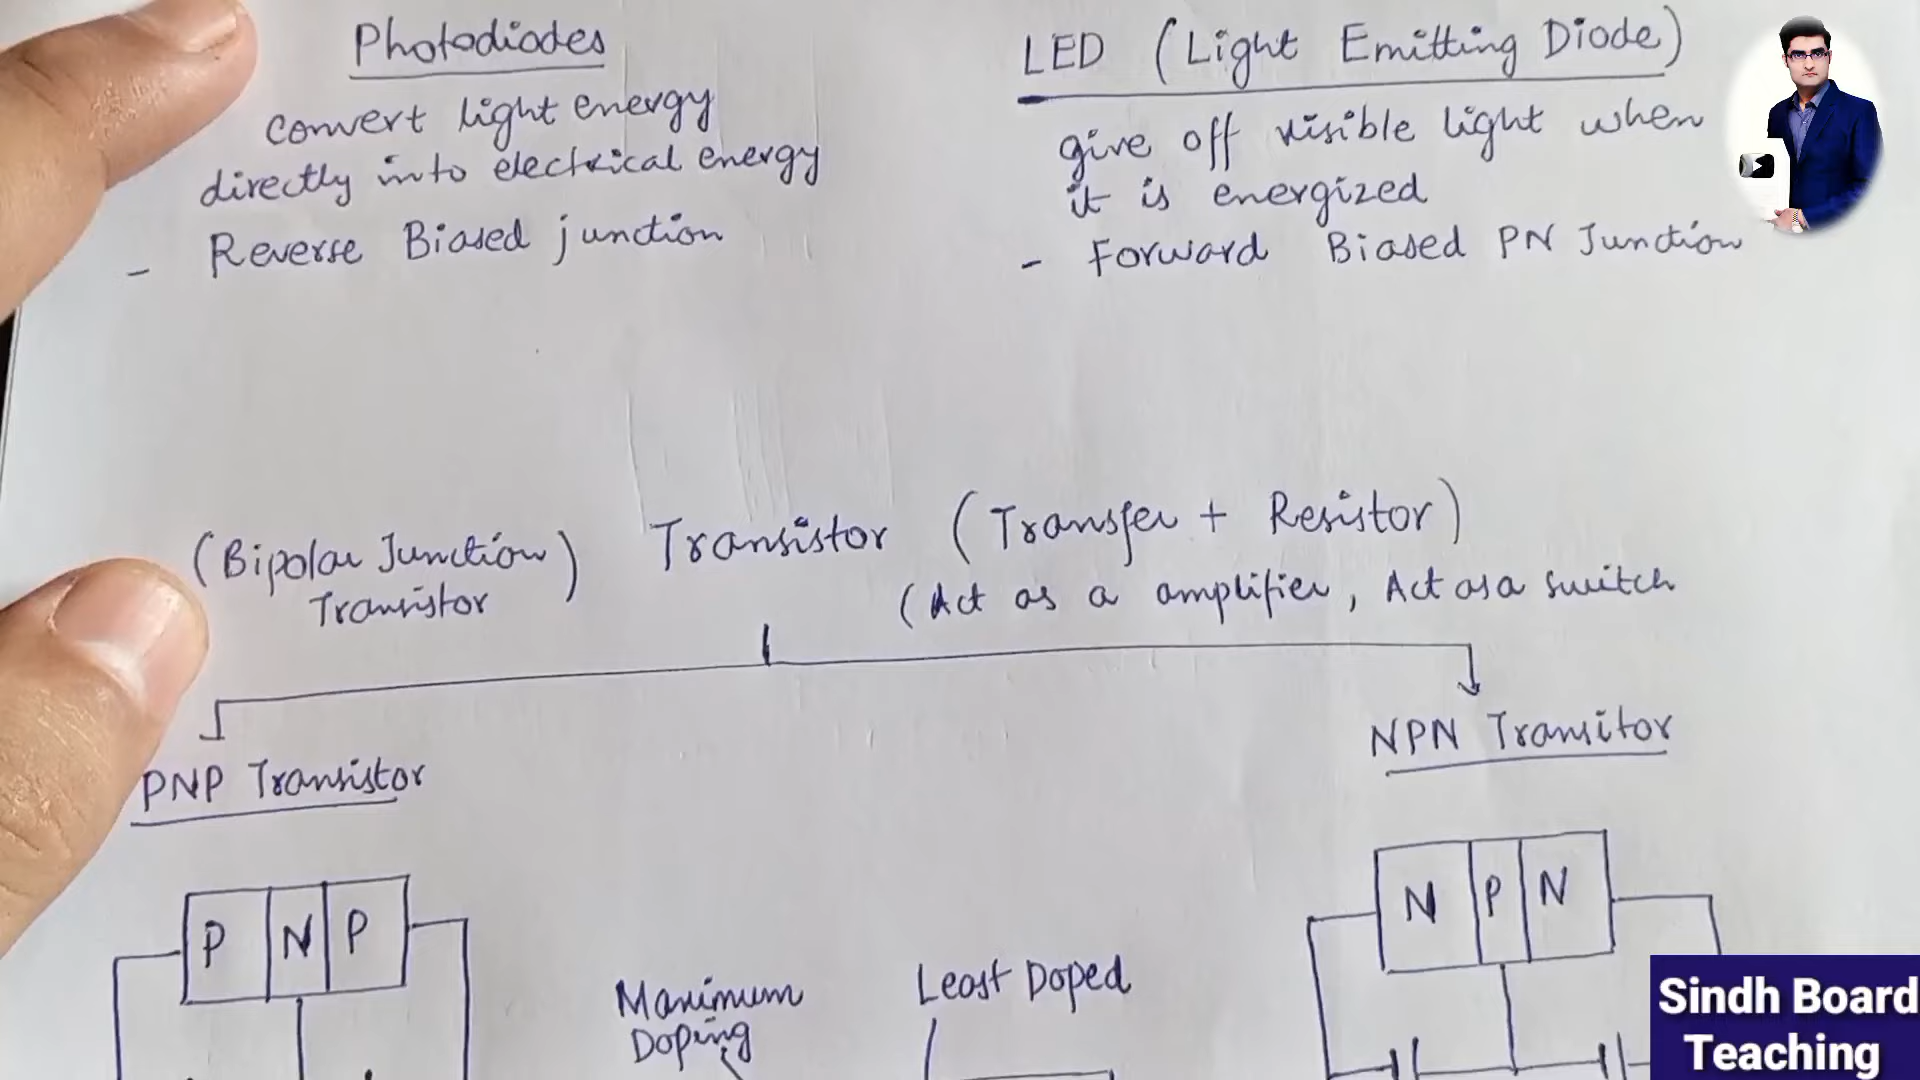 Photodiodes
convert light energy
directly into electrical energy
- Reverse Biased junction
LED (Light Emitting Diode)
give off visible light when
it is energized
- Forward Biased PN Junction
(Bipolar Junction
Transistor)
Transistor (Transfer + Resistor)
(Act as a amplifier, Act as a switch
PNP Transistor
NPN Transitor
P N P
N P N
Maximum
Doping
Least Doped
Sindh Board
Teaching